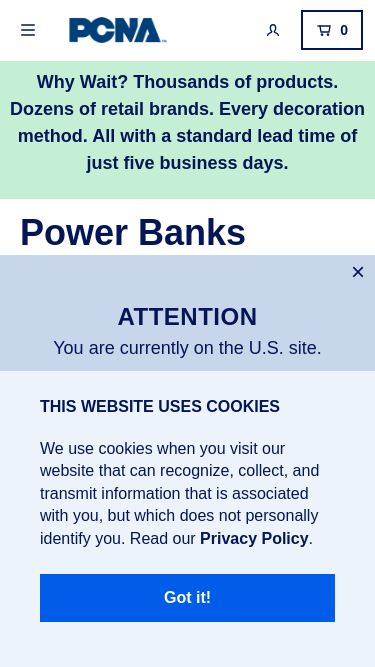 PCNA
0
Why Wait? Thousands of products.
Dozens of retail brands. Every decoration
method. All with a standard lead time of
just five business days.
Power Banks
ATTENTION
You are currently on the U.S. site.
THIS WEBSITE USES COOKIES
We use cookies when you visit our
website that can recognize, collect, and
transmit information that is associated
with you, but which does not personally
identify you. Read our Privacy Policy.
Got it!